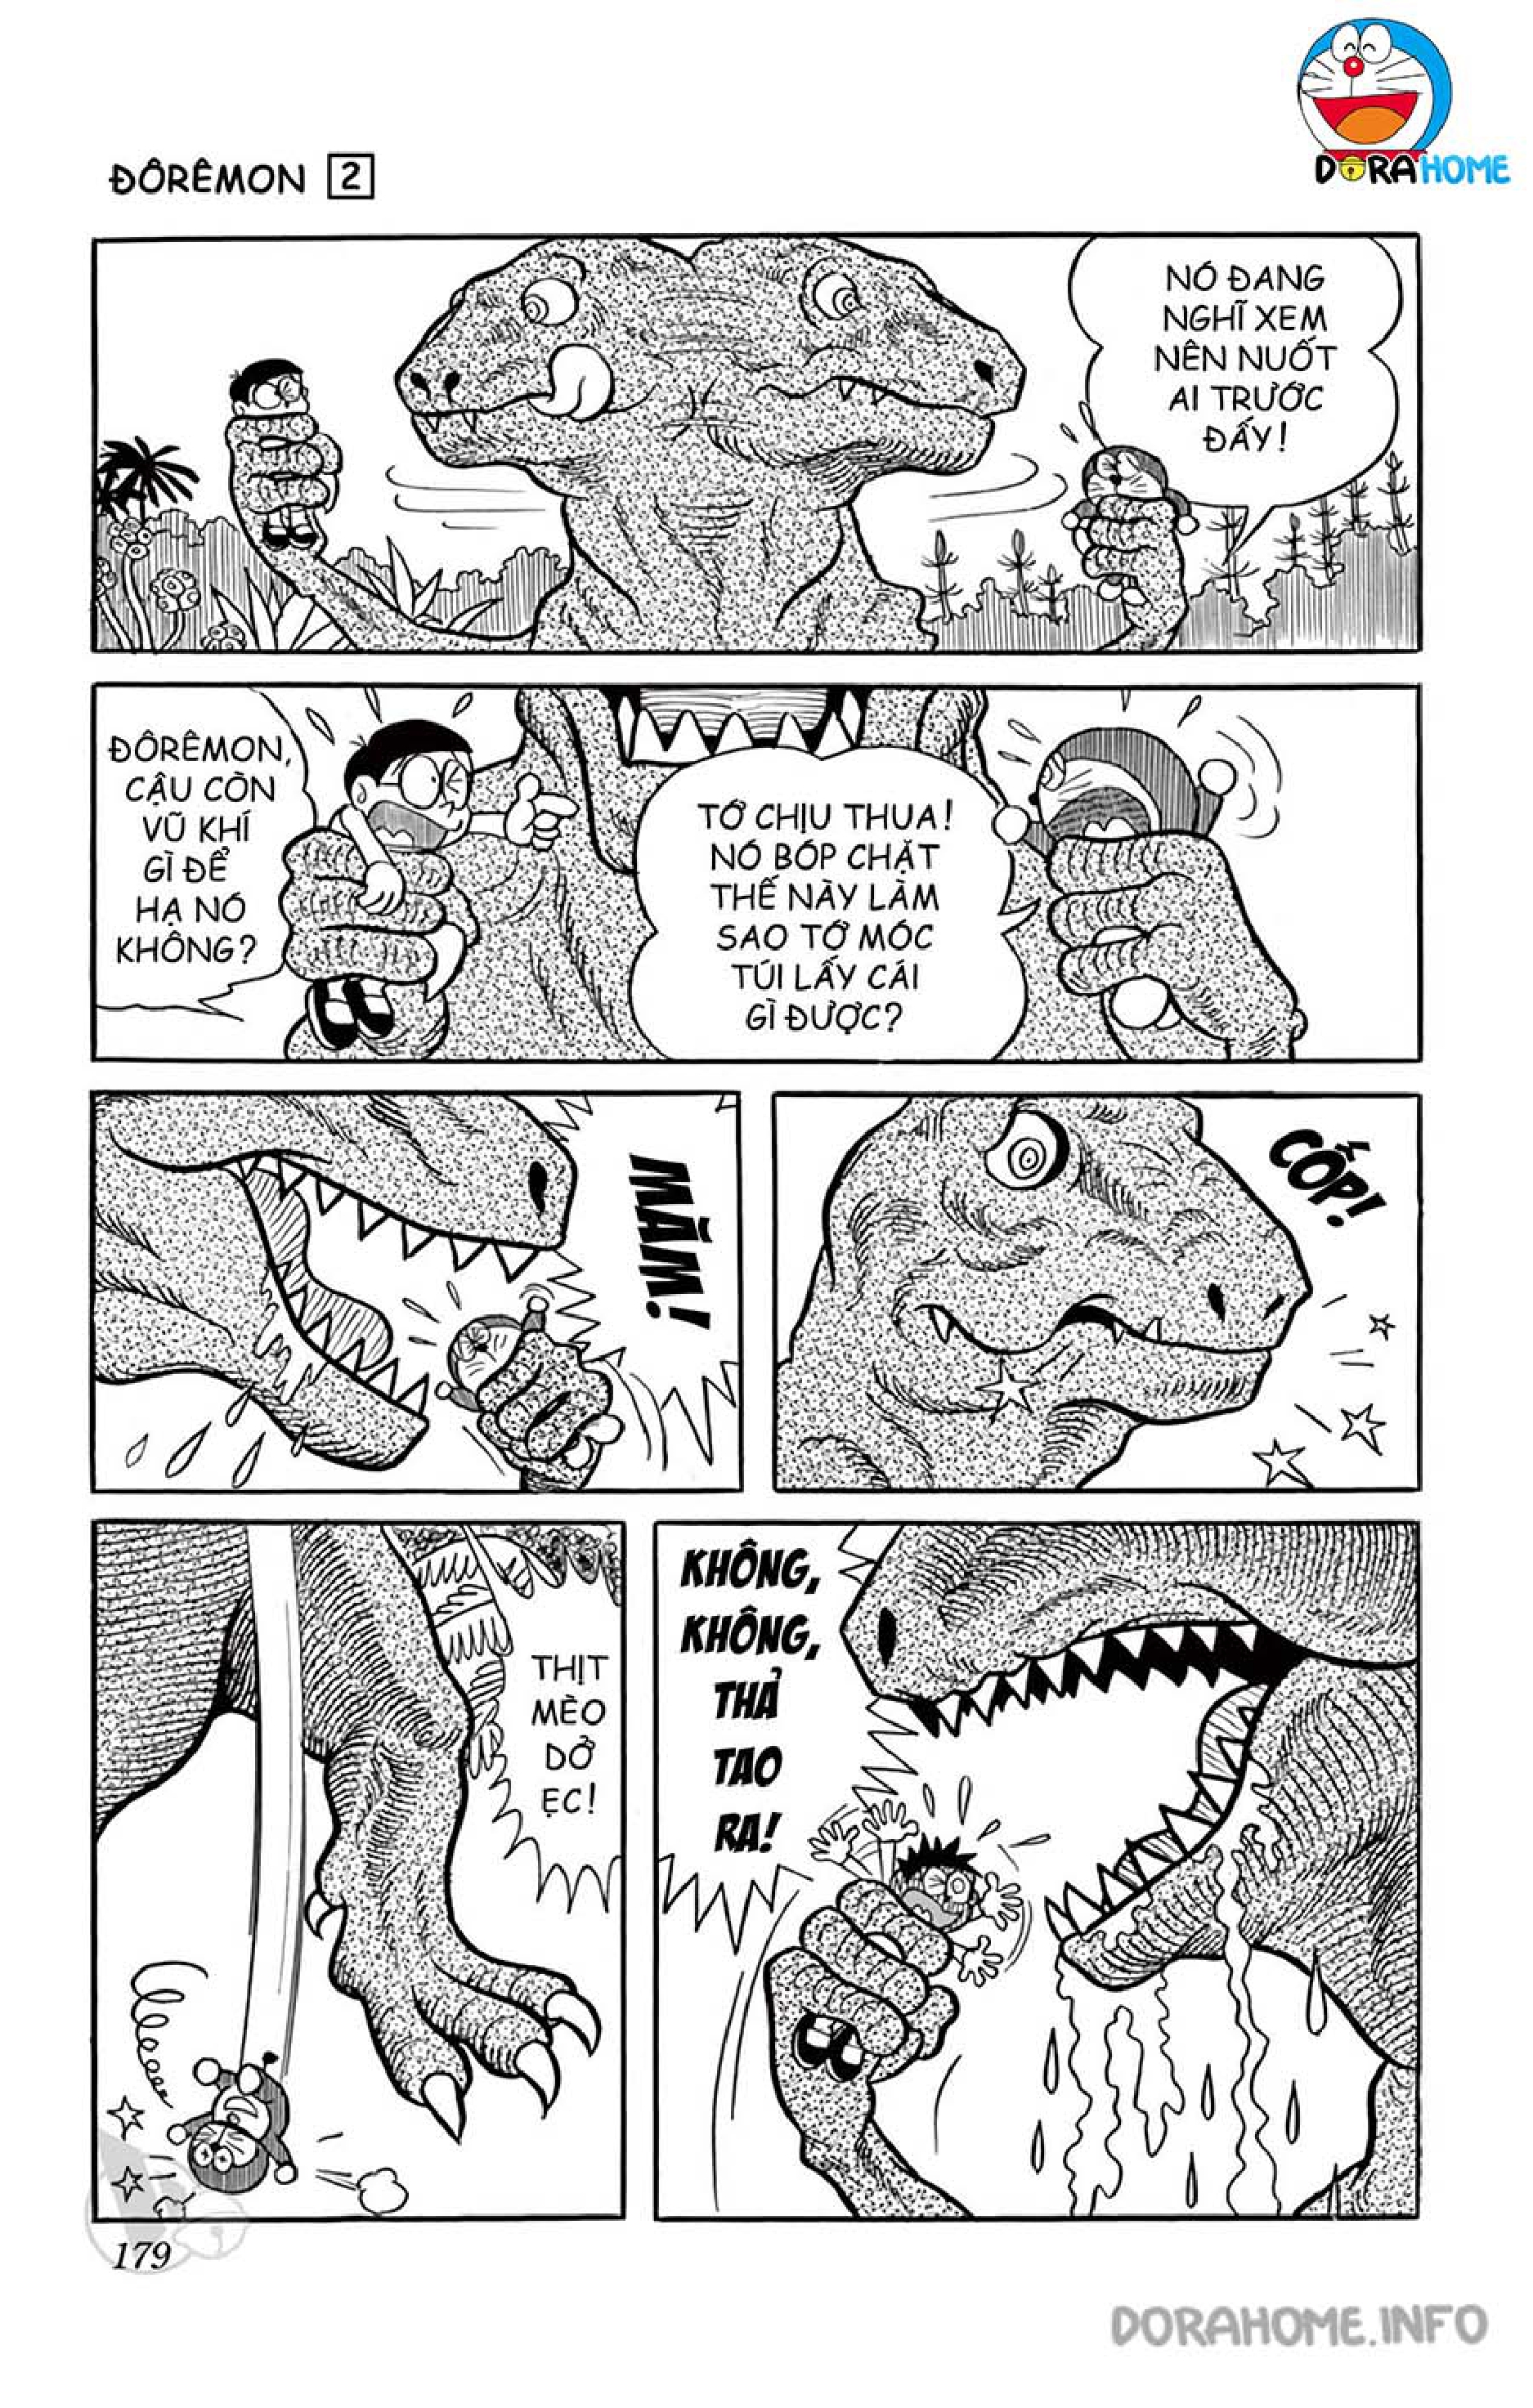 DORAHOME
ĐÔRÊMON 2
NÓ ĐANG
NGHĨ XEM
NÊN NUỐT
AI TRƯỚC
ĐẤY!
ĐÔRÊMON,
CẬU CÒN
VŨ KHÍ
GÌ ĐỂ
HẠ NÓ
KHÔNG?
TỚ CHỊU THUA!
NÓ BÓP CHẶT
THẾ NÀY LÀM
SAO TỚ MÓC
TÚI LẤY CÁI
GÌ ĐƯỢC?
MĂM!
CỐP!
THỊT
MÈO
DỞ
ẸC!
KHÔNG,
KHÔNG,
THẢ
TAO
RA!
179
DORAHOME.INFO